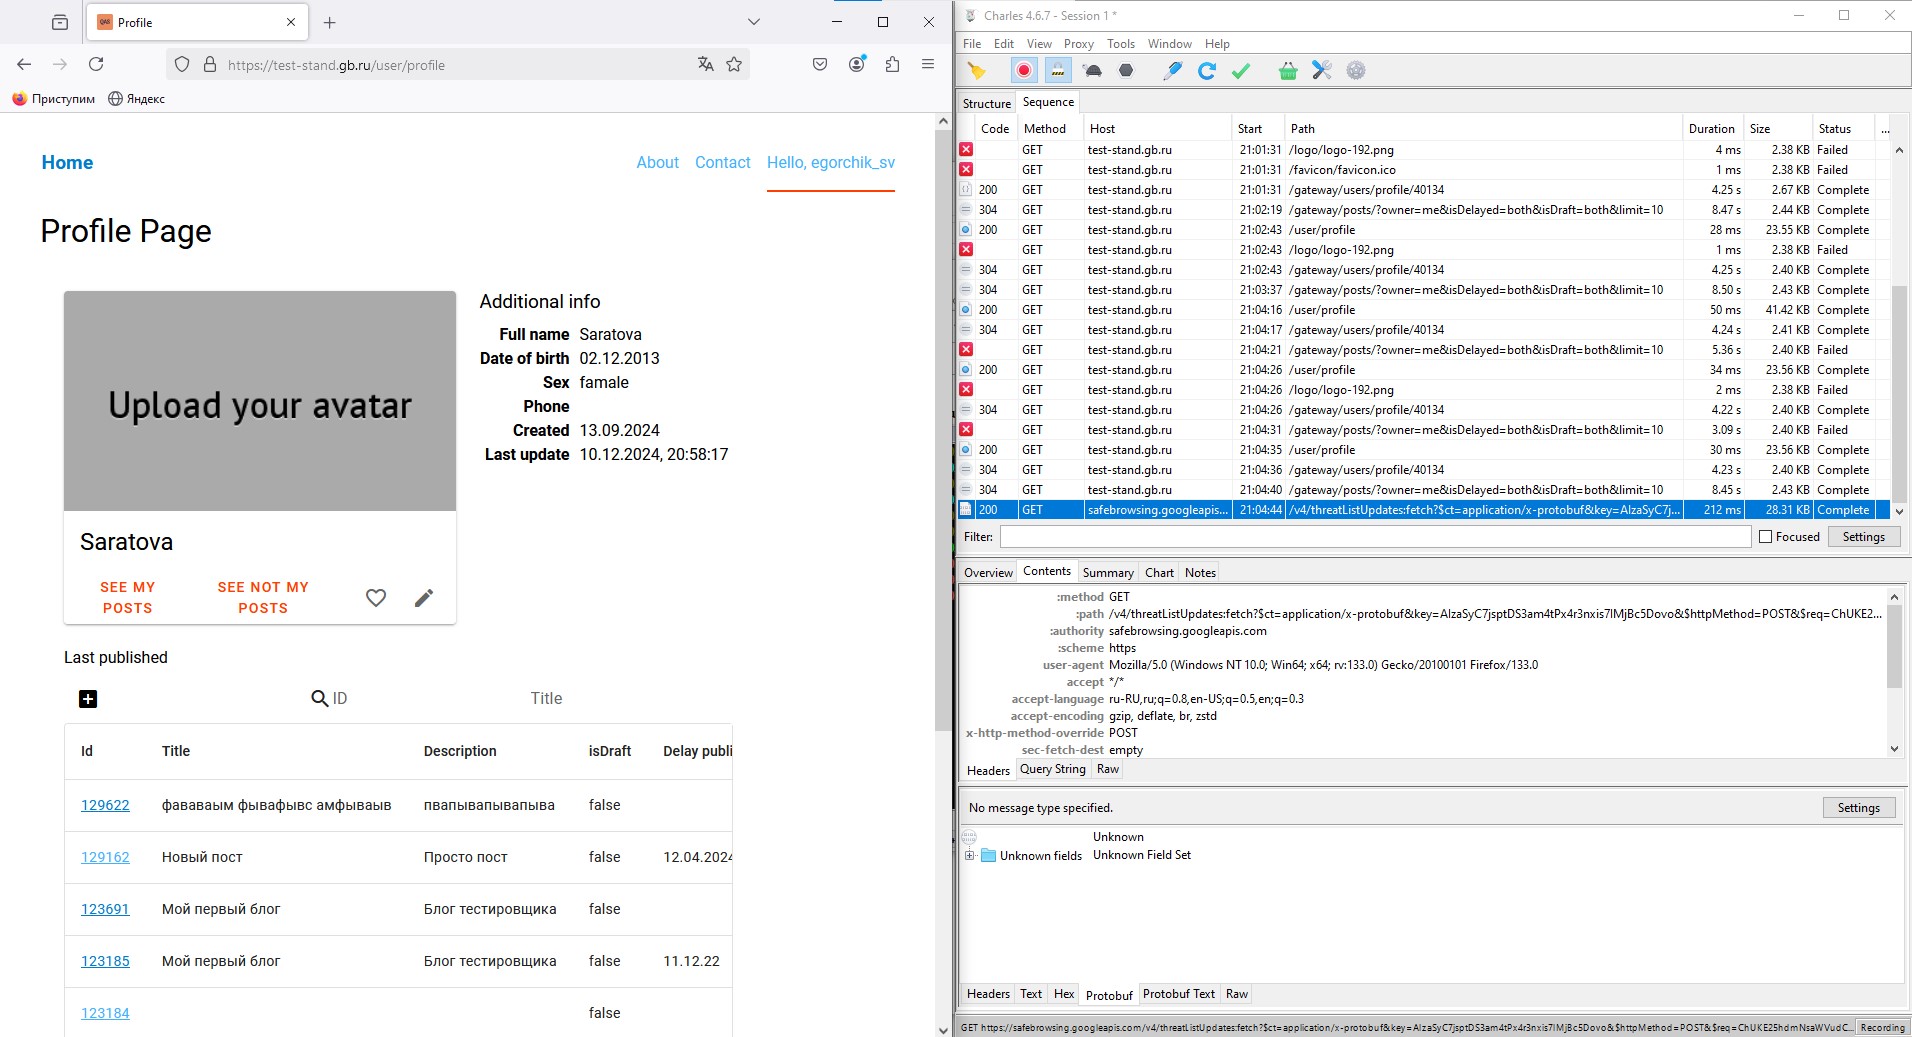 Profile
https://test-stand.gb.ru/user/profile
Приступим
Яндекс
Home
About
Contact
Hello, egorchik_sv
Profile Page
Upload your avatar
Additional info
Full name Saratova
Date of birth 02.12.2013
Sex famale
Phone
Created 13.09.2024
Last update 10.12.2024, 20:58:17
Saratova
SEE MY POSTS
SEE NOT MY POSTS
Last published
ID
Title
Id Title Description isDraft Delay publi
129622 фававаым фывафывс амфываыв пвапывапывапыва false
129162 Новый пост Просто пост false 12.04.2024
123691 Мой первый блог Блог тестировщика false
123185 Мой первый блог Блог тестировщика false 11.12.22
123184 false
Charles 4.6.7 - Session 1 *
File Edit View Proxy Tools Window Help
Structure Sequence
Code Method Host Start Path Duration Size Status ...
GET test-stand.gb.ru 21:01:31 /logo/logo-192.png 4 ms 2.38 KB Failed
GET test-stand.gb.ru 21:01:31 /favicon/favicon.ico 1 ms 2.38 KB Failed
200 GET test-stand.gb.ru 21:01:31 /gateway/users/profile/40134 4.25 s 2.67 KB Complete
304 GET test-stand.gb.ru 21:02:19 /gateway/posts/?owner=me&isDelayed=both&isDraft=both&limit=10 8.47 s 2.44 KB Complete
200 GET test-stand.gb.ru 21:02:43 /user/profile 28 ms 23.55 KB Complete
GET test-stand.gb.ru 21:02:43 /logo/logo-192.png 1 ms 2.38 KB Failed
304 GET test-stand.gb.ru 21:02:43 /gateway/users/profile/40134 4.25 s 2.40 KB Complete
304 GET test-stand.gb.ru 21:03:37 /gateway/posts/?owner=me&isDelayed=both&isDraft=both&limit=10 8.50 s 2.43 KB Complete
200 GET test-stand.gb.ru 21:04:16 /user/profile 50 ms 41.42 KB Complete
304 GET test-stand.gb.ru 21:04:17 /gateway/users/profile/40134 4.24 s 2.41 KB Complete
GET test-stand.gb.ru 21:04:21 /gateway/posts/?owner=me&isDelayed=both&isDraft=both&limit=10 5.36 s 2.40 KB Failed
200 GET test-stand.gb.ru 21:04:26 /user/profile 34 ms 23.56 KB Complete
GET test-stand.gb.ru 21:04:26 /logo/logo-192.png 2 ms 2.38 KB Failed
304 GET test-stand.gb.ru 21:04:26 /gateway/users/profile/40134 4.22 s 2.40 KB Complete
GET test-stand.gb.ru 21:04:31 /gateway/posts/?owner=me&isDelayed=both&isDraft=both&limit=10 3.09 s 2.40 KB Failed
200 GET test-stand.gb.ru 21:04:35 /user/profile 30 ms 23.56 KB Complete
304 GET test-stand.gb.ru 21:04:36 /gateway/users/profile/40134 4.23 s 2.40 KB Complete
304 GET test-stand.gb.ru 21:04:40 /gateway/posts/?owner=me&isDelayed=both&isDraft=both&limit=10 8.45 s 2.43 KB Complete
200 GET safebrowsing.googleapis... 21:04:44 /v4/threatListUpdates:fetch?$ct=application/x-protobuf&key=AIzaSyC7j... 212 ms 28.31 KB Complete
Filter: Focused Settings
Overview Contents Summary Chart Notes
:method GET
:path /v4/threatListUpdates:fetch?$ct=application/x-protobuf&key=AIzaSyC7jsptDS3am4tPx4r3nxis7IMjBc5Dovo&$httpMethod=POST&$req=ChUKE2...
:authority safebrowsing.googleapis.com
:scheme https
user-agent Mozilla/5.0 (Windows NT 10.0; Win64; x64; rv:133.0) Gecko/20100101 Firefox/133.0
accept */*
accept-language ru-RU,ru;q=0.8,en-US;q=0.5,en;q=0.3
accept-encoding gzip, deflate, br, zstd
x-http-method-override POST
sec-fetch-dest empty
Headers Query String Raw
No message type specified. Settings
Unknown
Unknown fields Unknown Field Set
Headers Text Hex Protobuf Protobuf Text Raw
GET https://safebrowsing.googleapis.com/v4/threatListUpdates:fetch?$ct=application/x-protobuf&key=AIzaSyC7jsptDS3am4tPx4r3nxis7IMjBc5Dovo&$httpMethod=POST&$req=ChUKE25hdmNsaWVudC... Recording